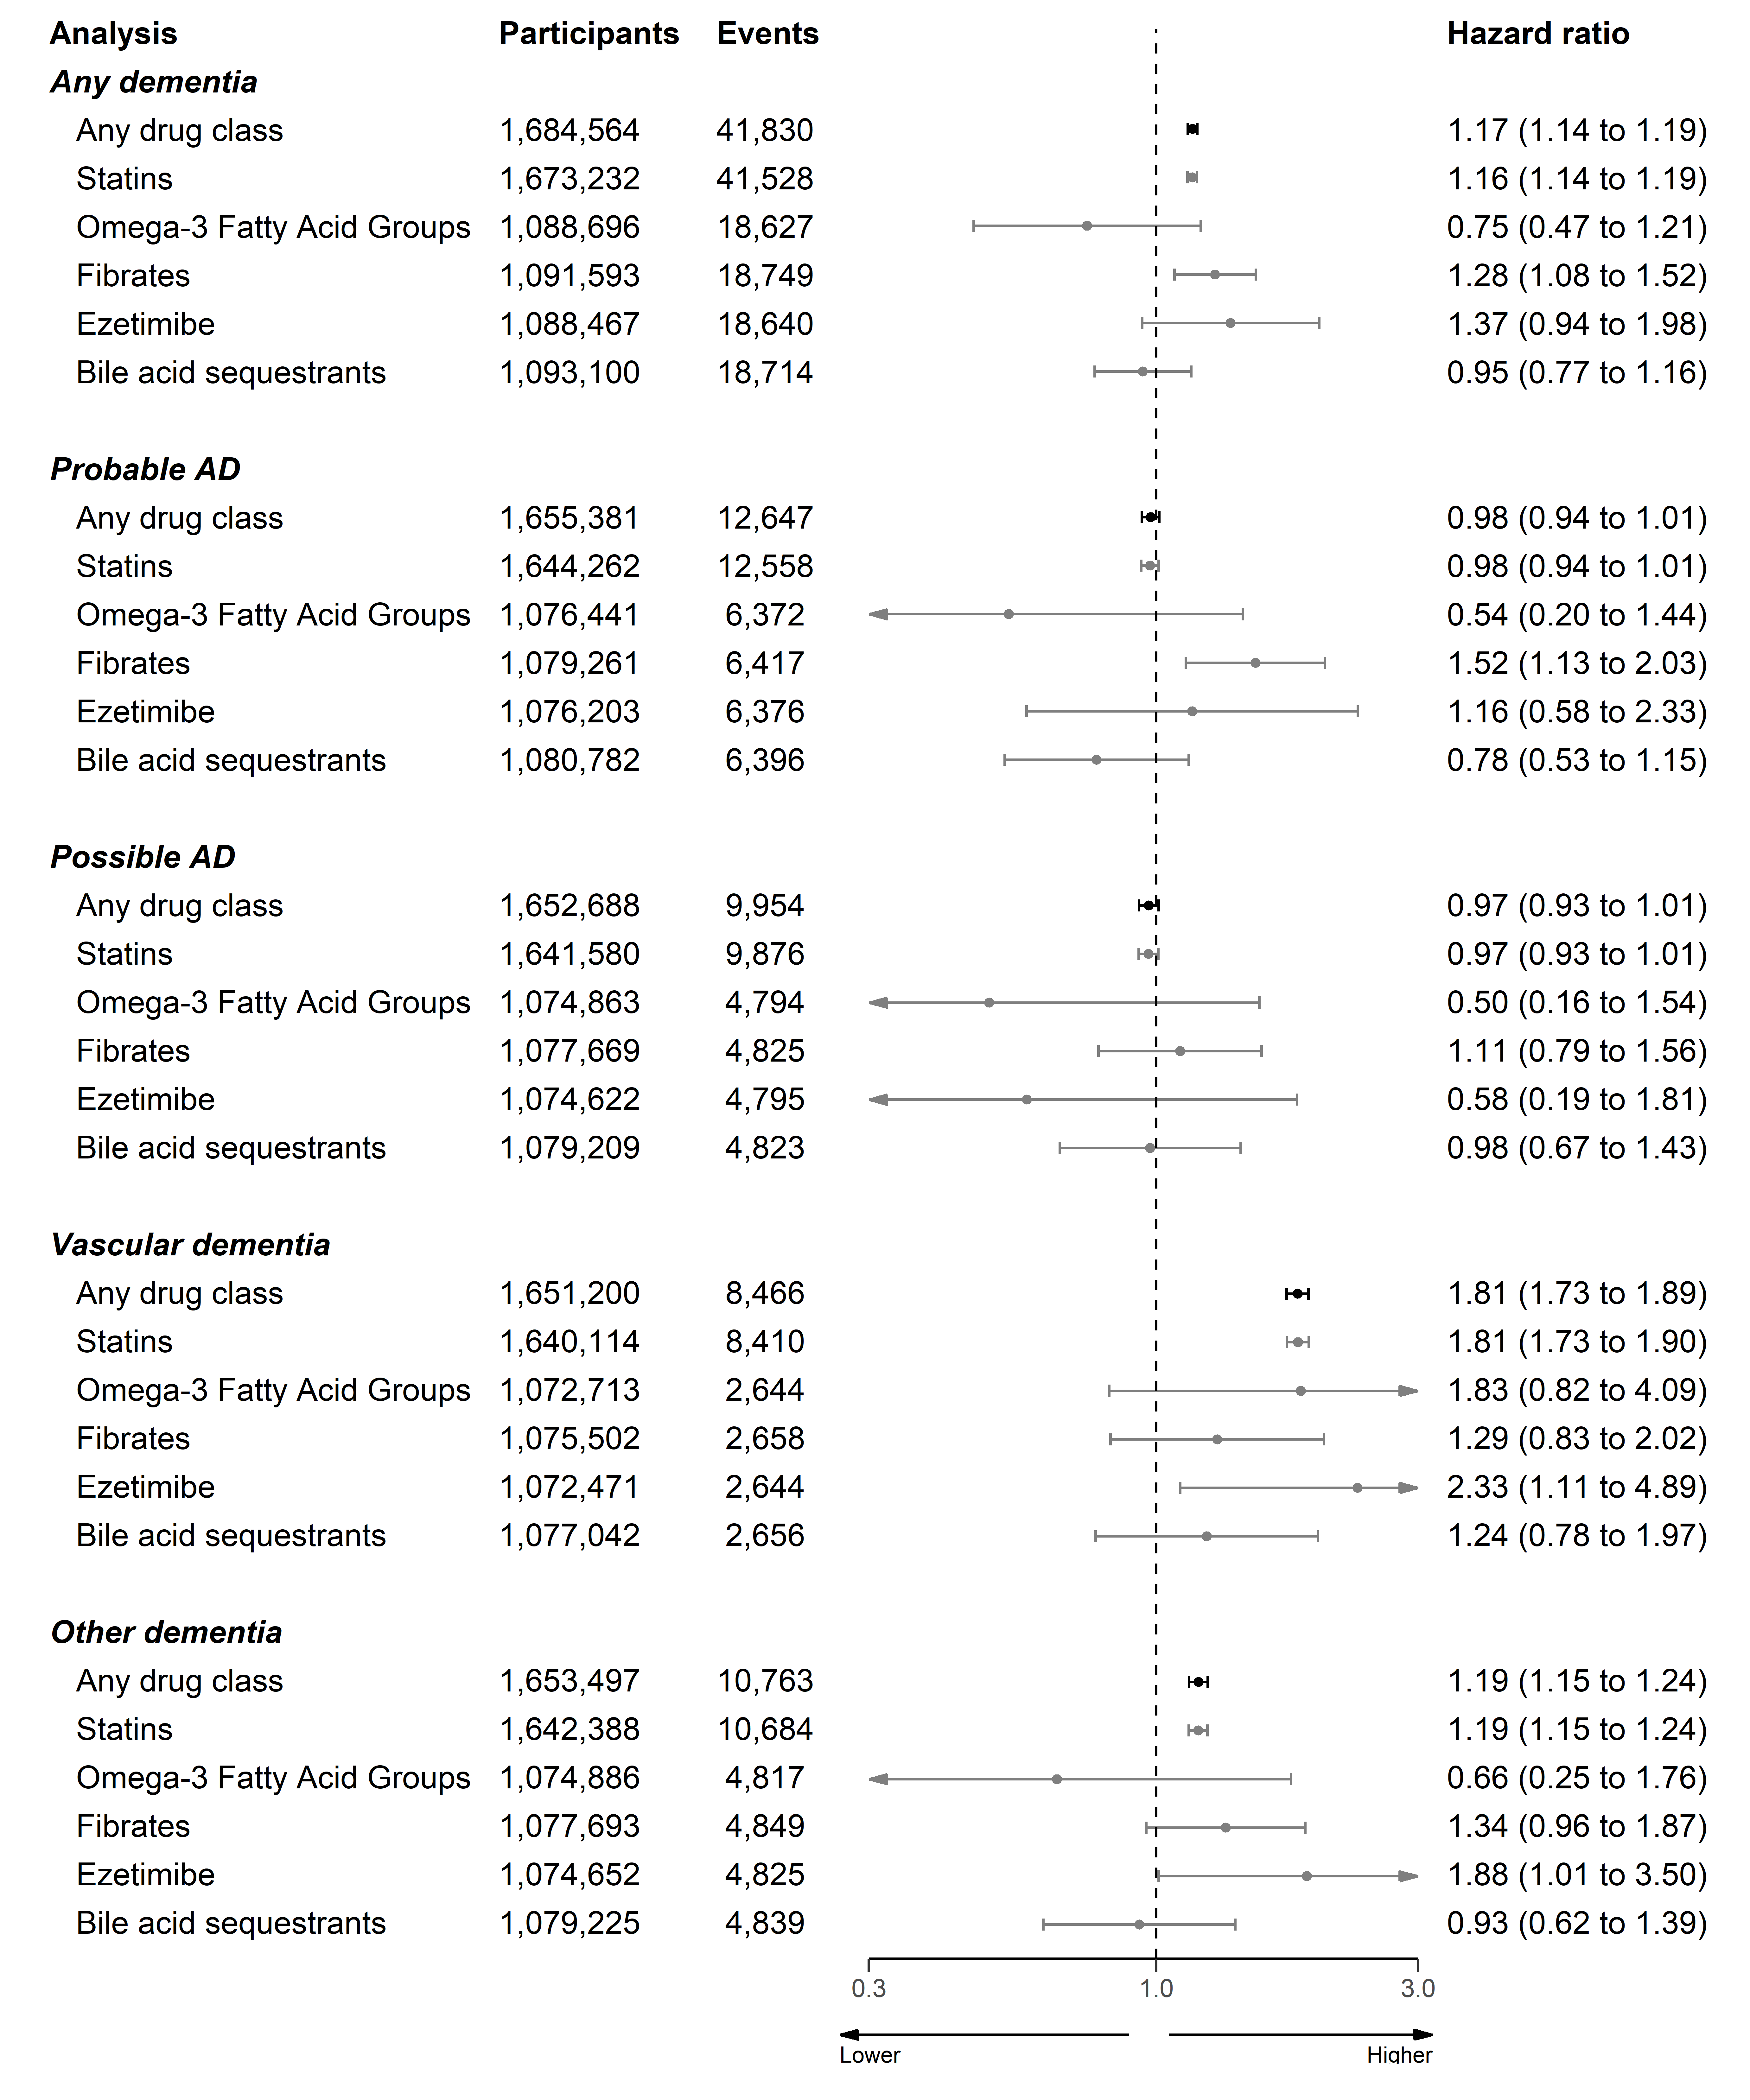 Analysis Participants Events Hazard ratio
Any dementia
Any drug class 1,684,564 41,830 1.17 (1.14 to 1.19)
Statins 1,673,232 41,528 1.16 (1.14 to 1.19)
Omega-3 Fatty Acid Groups 1,088,696 18,627 0.75 (0.47 to 1.21)
Fibrates 1,091,593 18,749 1.28 (1.08 to 1.52)
Ezetimibe 1,088,467 18,640 1.37 (0.94 to 1.98)
Bile acid sequestrants 1,093,100 18,714 0.95 (0.77 to 1.16)
Probable AD
Any drug class 1,655,381 12,647 0.98 (0.94 to 1.01)
Statins 1,644,262 12,558 0.98 (0.94 to 1.01)
Omega-3 Fatty Acid Groups 1,076,441 6,372 0.54 (0.20 to 1.44)
Fibrates 1,079,261 6,417 1.52 (1.13 to 2.03)
Ezetimibe 1,076,203 6,376 1.16 (0.58 to 2.33)
Bile acid sequestrants 1,080,782 6,396 0.78 (0.53 to 1.15)
Possible AD
Any drug class 1,652,688 9,954 0.97 (0.93 to 1.01)
Statins 1,641,580 9,876 0.97 (0.93 to 1.01)
Omega-3 Fatty Acid Groups 1,074,863 4,794 0.50 (0.16 to 1.54)
Fibrates 1,077,669 4,825 1.11 (0.79 to 1.56)
Ezetimibe 1,074,622 4,795 0.58 (0.19 to 1.81)
Bile acid sequestrants 1,079,209 4,823 0.98 (0.67 to 1.43)
Vascular dementia
Any drug class 1,651,200 8,466 1.81 (1.73 to 1.89)
Statins 1,640,114 8,410 1.81 (1.73 to 1.90)
Omega-3 Fatty Acid Groups 1,072,713 2,644 1.83 (0.82 to 4.09)
Fibrates 1,075,502 2,658 1.29 (0.83 to 2.02)
Ezetimibe 1,072,471 2,644 2.33 (1.11 to 4.89)
Bile acid sequestrants 1,077,042 2,656 1.24 (0.78 to 1.97)
Other dementia
Any drug class 1,653,497 10,763 1.19 (1.15 to 1.24)
Statins 1,642,388 10,684 1.19 (1.15 to 1.24)
Omega-3 Fatty Acid Groups 1,074,886 4,817 0.66 (0.25 to 1.76)
Fibrates 1,077,693 4,849 1.34 (0.96 to 1.87)
Ezetimibe 1,074,652 4,825 1.88 (1.01 to 3.50)
Bile acid sequestrants 1,079,225 4,839 0.93 (0.62 to 1.39)
0.3 1.0 3.0
Lower Higher